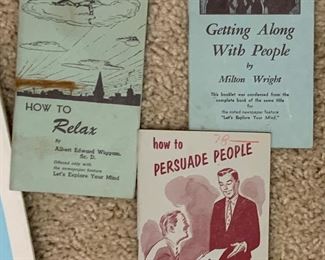 HOW TO
Relax
By
Albert Edward Wiggam,
Sc. D.
Offered only with
the newspaper feature
Let's Explore Your Mind
Getting Along
With People
by
Milton Wright
This booklet was condensed from the
complete book of the same title
for
the noted newspaper feature
"Let's Explore Your Mind"
how to
PERSUADE PEOPLE